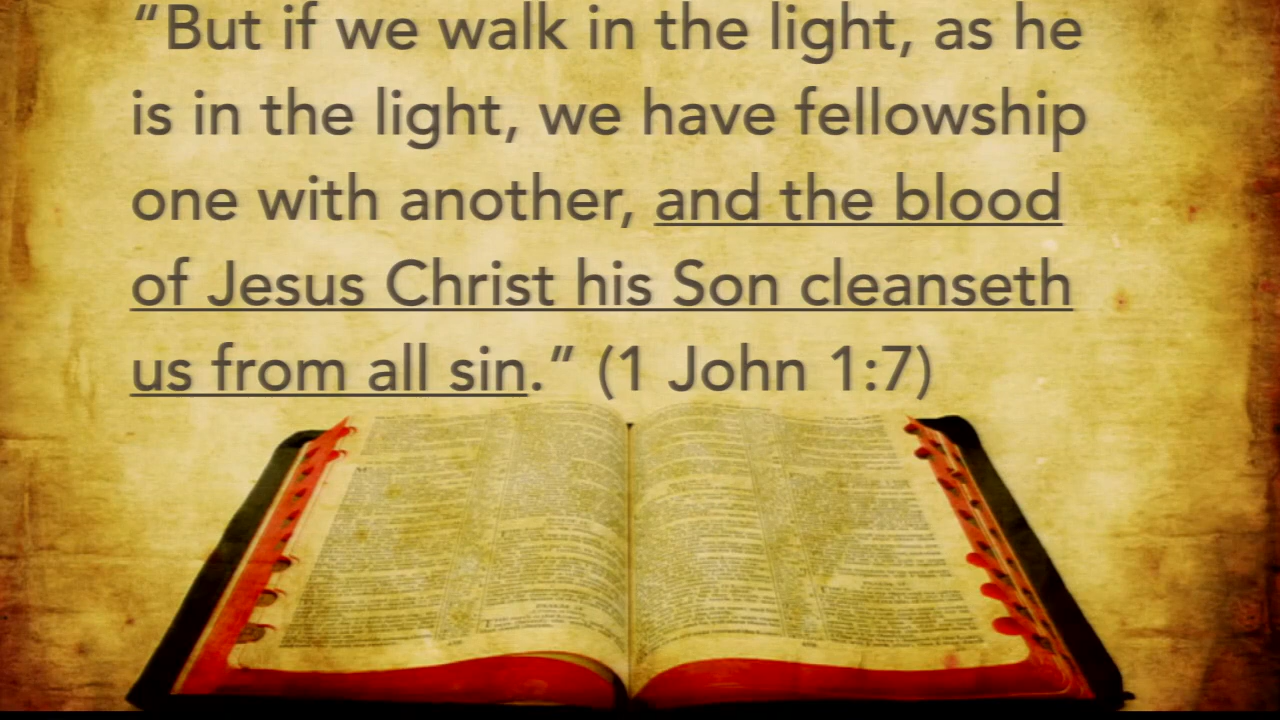 “But if we walk in the light, as he
is in the light, we have fellowship
one with another, and the blood
of Jesus Christ his Son cleanseth
us from all sin.” (1 John 1:7)